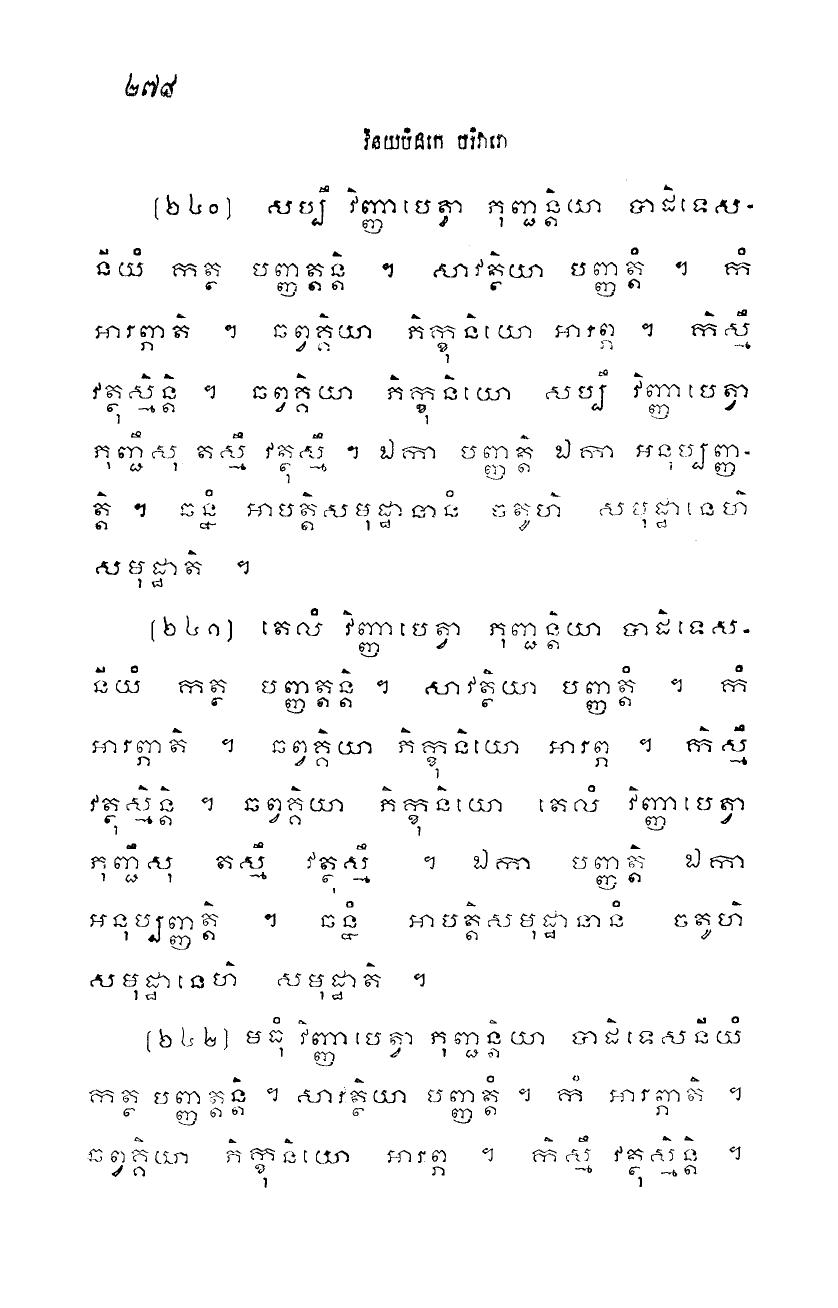 ២៧៨
វិនយបិដកេ បរិវារោ
(២៤០) សប្បឹ វិញ្ញាបេត្វា ភុញ្ជន្តិយា បាដិទេស-
នីយំ កត្ថ បញ្ញត្តន្តិ ។ សាវត្ថិយា បញ្ញត្តំ ។ កំ
អារព្ភាតិ ។ ឆព្វគ្គិយា ភិក្ខុនិយោ អារព្ភ ។ កិស្មឹ
វត្ថុស្មិន្តិ ។ ឆព្វគ្គិយា ភិក្ខុនិយោ សប្បឹ វិញ្ញាបេត្វា
ភុញ្ជឹសុ តស្មឹ វត្ថុស្មឹ ។ ឯកា បញ្ញត្តិ ឯកា អនុប្បញ្ញ-
ត្តិ ។ ឆន្នំ អាបត្តិសមុដ្ឋានានំ ចតូហិ សមុដ្ឋានេហិ
សមុដ្ឋាតិ ។
(២៤១) តេលំ វិញ្ញាបេត្វា ភុញ្ជន្តិយា បាដិទេស-
នីយំ កត្ថ បញ្ញត្តន្តិ ។ សាវត្ថិយា បញ្ញត្តំ ។ កំ
អារព្ភាតិ ។ ឆព្វគ្គិយា ភិក្ខុនិយោ អារព្ភ ។ កិស្មឹ
វត្ថុស្មិន្តិ ។ ឆព្វគ្គិយា ភិក្ខុនិយោ តេលំ វិញ្ញាបេត្វា
ភុញ្ជឹសុ តស្មឹ វត្ថុស្មឹ ។ ឯកា បញ្ញត្តិ ឯកា
អនុប្បញ្ញត្តិ ។ ឆន្នំ អាបត្តិសមុដ្ឋានានំ ចតូហិ
សមុដ្ឋានេហិ សមុដ្ឋាតិ ។
(២៤២) មធុំ វិញ្ញាបេត្វា ភុញ្ជន្តិយា បាដិទេសនីយំ
កត្ថ បញ្ញត្តន្តិ ។ សាវត្ថិយា បញ្ញត្តំ ។ កំ អារព្ភាតិ ។
ឆព្វគ្គិយា ភិក្ខុនិយោ អារព្ភ ។ កិស្មឹ វត្ថុស្មិន្តិ ។